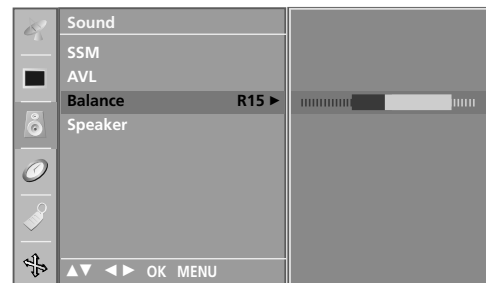 Sound
SSM
AVL
Balance R15 ►
Speaker
▲▼ ◄► OK MENU